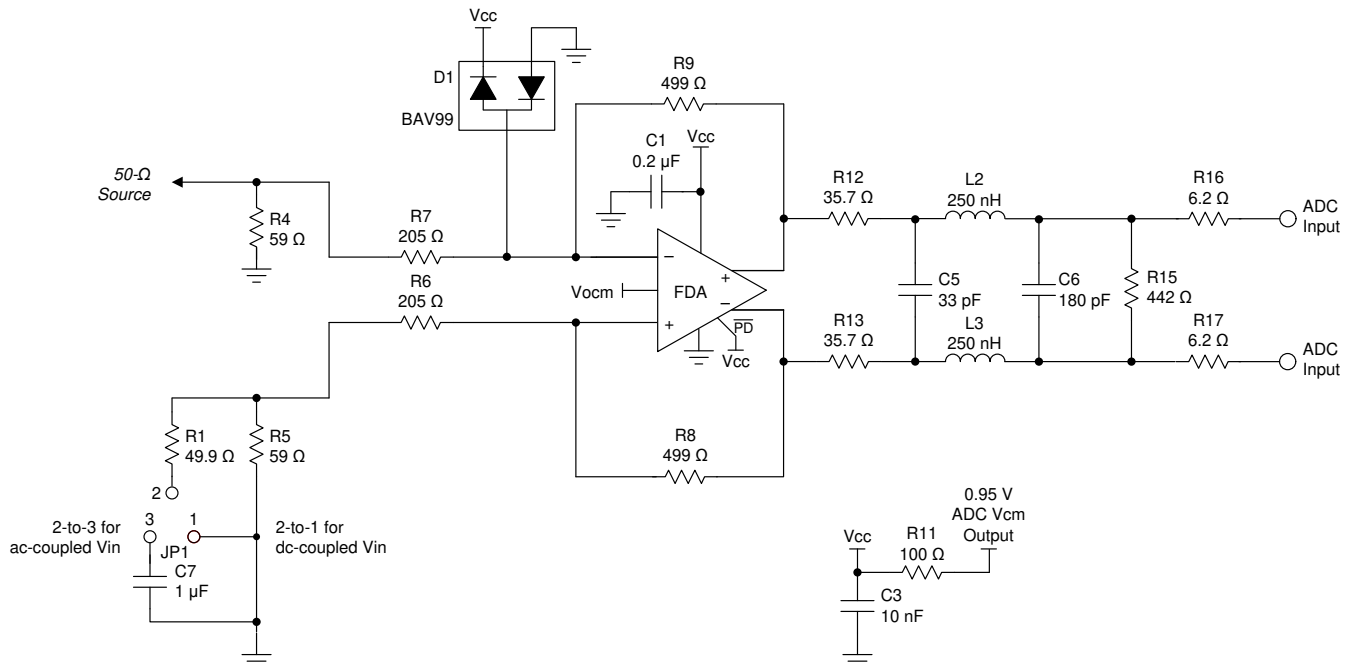 Vcc
D1
BAV99
R9
499 Ω
C1
0.2 µF
Vcc
50-Ω
Source
R4
59 Ω
R7
205 Ω
R6
205 Ω
Vocm
FDA
−
+
+
−
PD
Vcc
R12
35.7 Ω
L2
250 nH
R16
6.2 Ω
ADC
Input
C5
33 pF
C6
180 pF
R15
442 Ω
R13
35.7 Ω
L3
250 nH
R17
6.2 Ω
ADC
Input
R8
499 Ω
R1
49.9 Ω
R5
59 Ω
2
3
1
2-to-3 for
ac-coupled Vin
JP1
2-to-1 for
dc-coupled Vin
C7
1 µF
Vcc
R11
100 Ω
0.95 V
ADC Vcm
Output
C3
10 nF